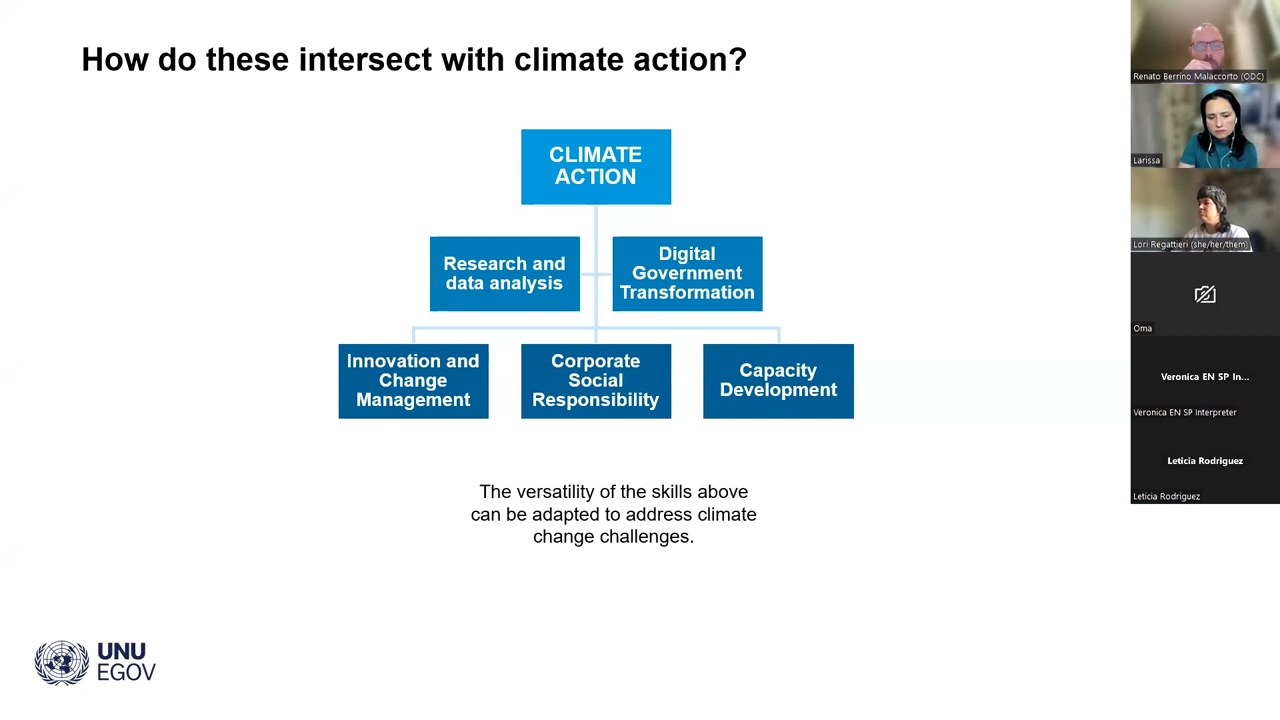 How do these intersect with climate action?
CLIMATE
ACTION
Research and
data analysis
Digital
Government
Transformation
Innovation and
Change
Management
Corporate
Social
Responsibility
Capacity
Development
The versatility of the skills above
can be adapted to address climate
change challenges.
UNU
EGOV
Renato Berrino Malaccorto (ODC)
Larissa
Lori Regattieri (she/her/them)
Oma
Veronica EN SP In...
Veronica EN SP Interpreter
Leticia Rodriguez
Leticia Rodriguez